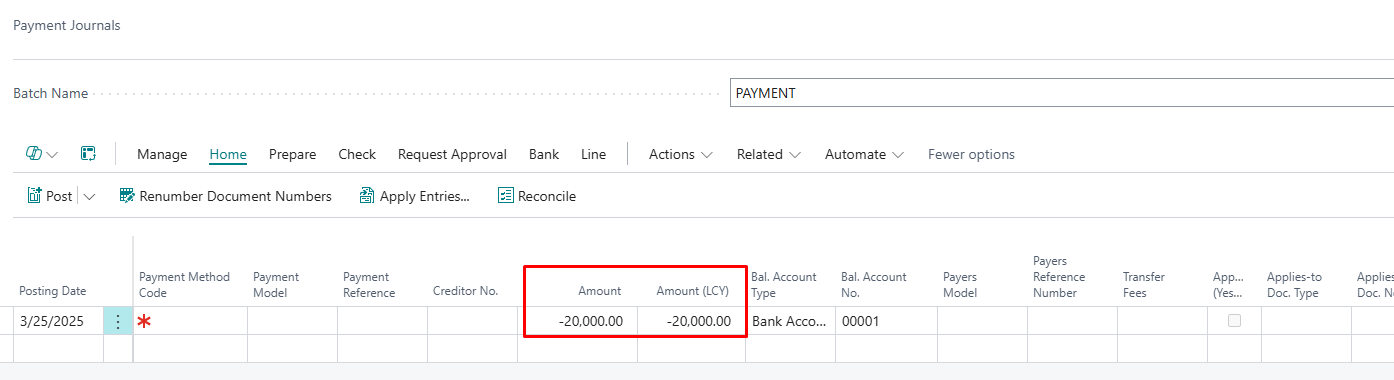 Payment Journals
Batch Name
PAYMENT
Manage Home Prepare Check Request Approval Bank Line Actions Related Automate Fewer options
Post Renumber Document Numbers Apply Entries... Reconcile
Posting Date Payment Method Code Payment Model Payment Reference Creditor No. Amount Amount (LCY) Bal. Account Type Bal. Account No. Payers Model Payers Reference Number Transfer Fees App... (Yes... Applies-to Doc. Type Applies Doc. N
3/25/2025 -20,000.00 -20,000.00 Bank Acco... 00001